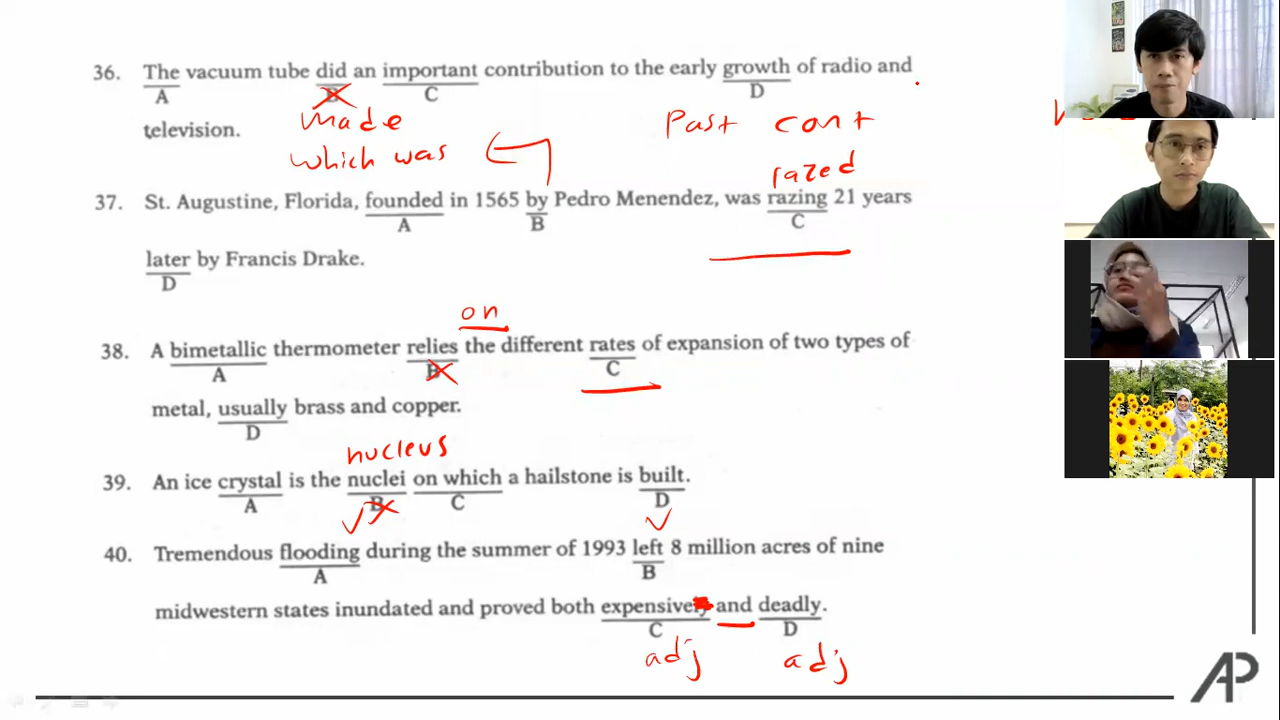 36. The vacuum tube did an important contribution to the early growth of radio and
A B C D
made
Past cont
television.
which was
razed
37. St. Augustine, Florida, founded in 1565 by Pedro Menendez, was razing 21 years
A B C
later by Francis Drake.
D
on
38. A bimetallic thermometer relies the different rates of expansion of two types of
A B C
metal, usually brass and copper.
D
nucleus
39. An ice crystal is the nuclei on which a hailstone is built.
A B C D
40. Tremendous flooding during the summer of 1993 left 8 million acres of nine
A B
midwestern states inundated and proved both expensively and deadly.
C D
adj adj
AP